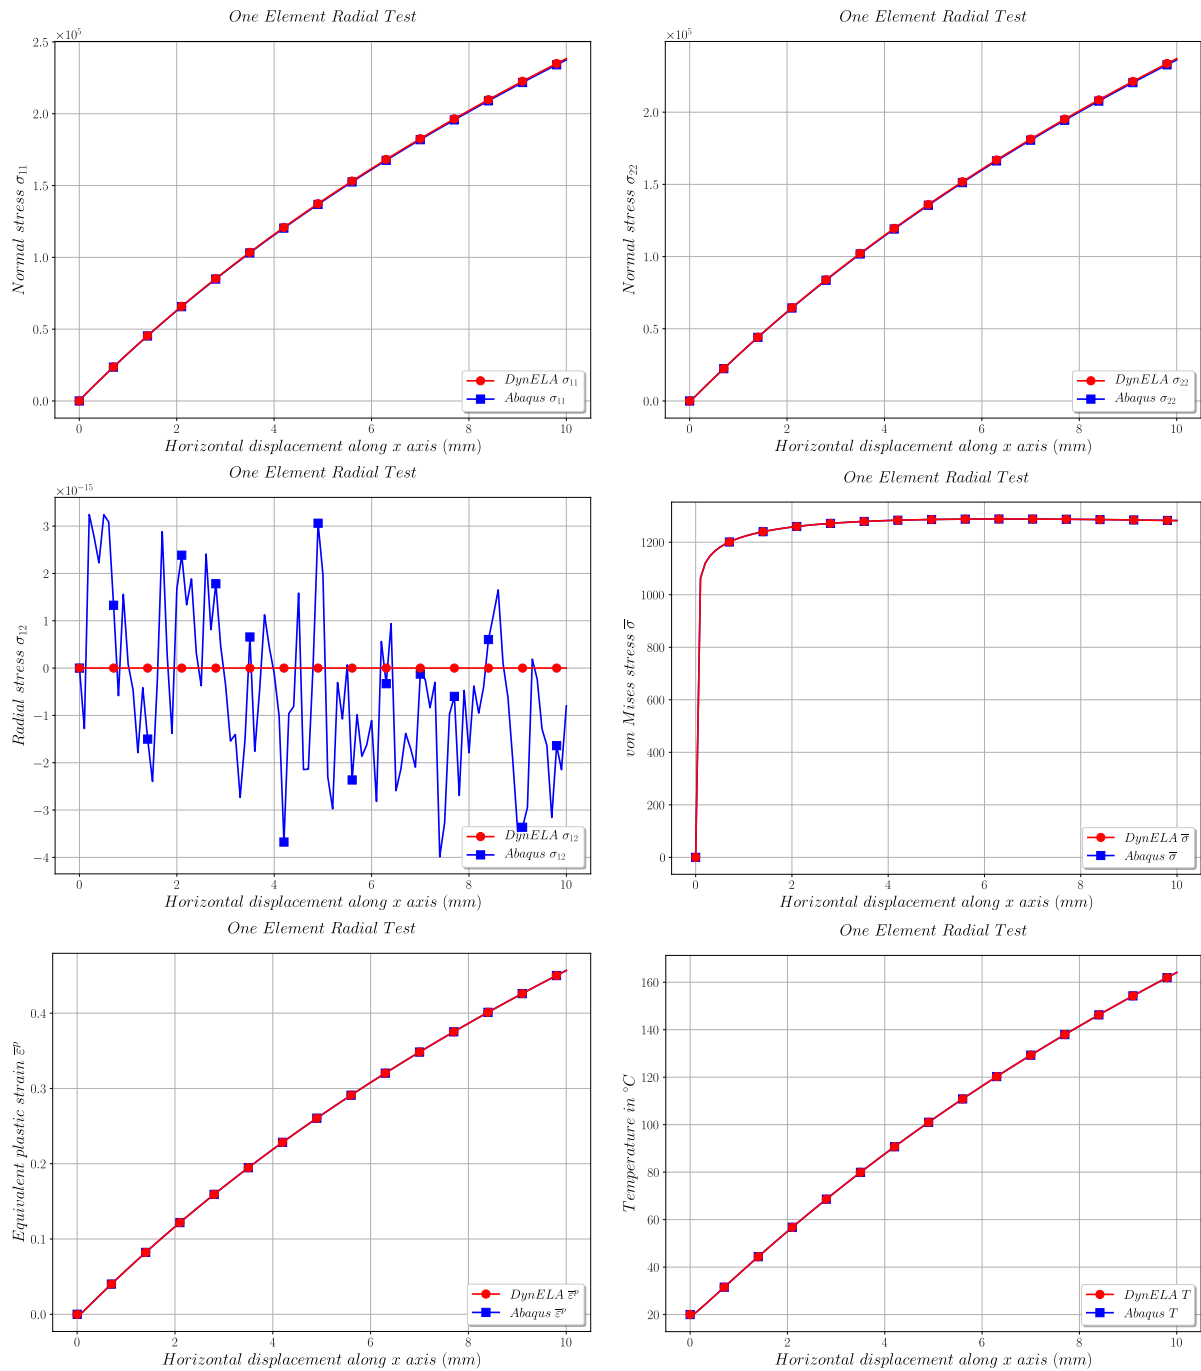 One Element Radial Test
×10⁵
2.5
2.0
1.5
1.0
0.5
0.0
Normal stress σ₁₁
DynELA σ₁₁
Abaqus σ₁₁
0 2 4 6 8 10
Horizontal displacement along x axis (mm)
One Element Radial Test
×10⁵
2.0
1.5
1.0
0.5
0.0
Normal stress σ₂₂
DynELA σ₂₂
Abaqus σ₂₂
0 2 4 6 8 10
Horizontal displacement along x axis (mm)
One Element Radial Test
×10⁻¹⁵
3
2
1
0
−1
−2
−3
−4
Radial stress σ₁₂
DynELA σ₁₂
Abaqus σ₁₂
0 2 4 6 8 10
Horizontal displacement along x axis (mm)
One Element Radial Test
1200
1000
800
600
400
200
0
von Mises stress σ̅
DynELA σ̅
Abaqus σ̅
0 2 4 6 8 10
Horizontal displacement along x axis (mm)
One Element Radial Test
0.4
0.3
0.2
0.1
0.0
Equivalent plastic strain ε̅ᵖ
DynELA ε̅ᵖ
Abaqus ε̅ᵖ
0 2 4 6 8 10
Horizontal displacement along x axis (mm)
One Element Radial Test
160
140
120
100
80
60
40
20
Temperature in °C
DynELA T
Abaqus T
0 2 4 6 8 10
Horizontal displacement along x axis (mm)